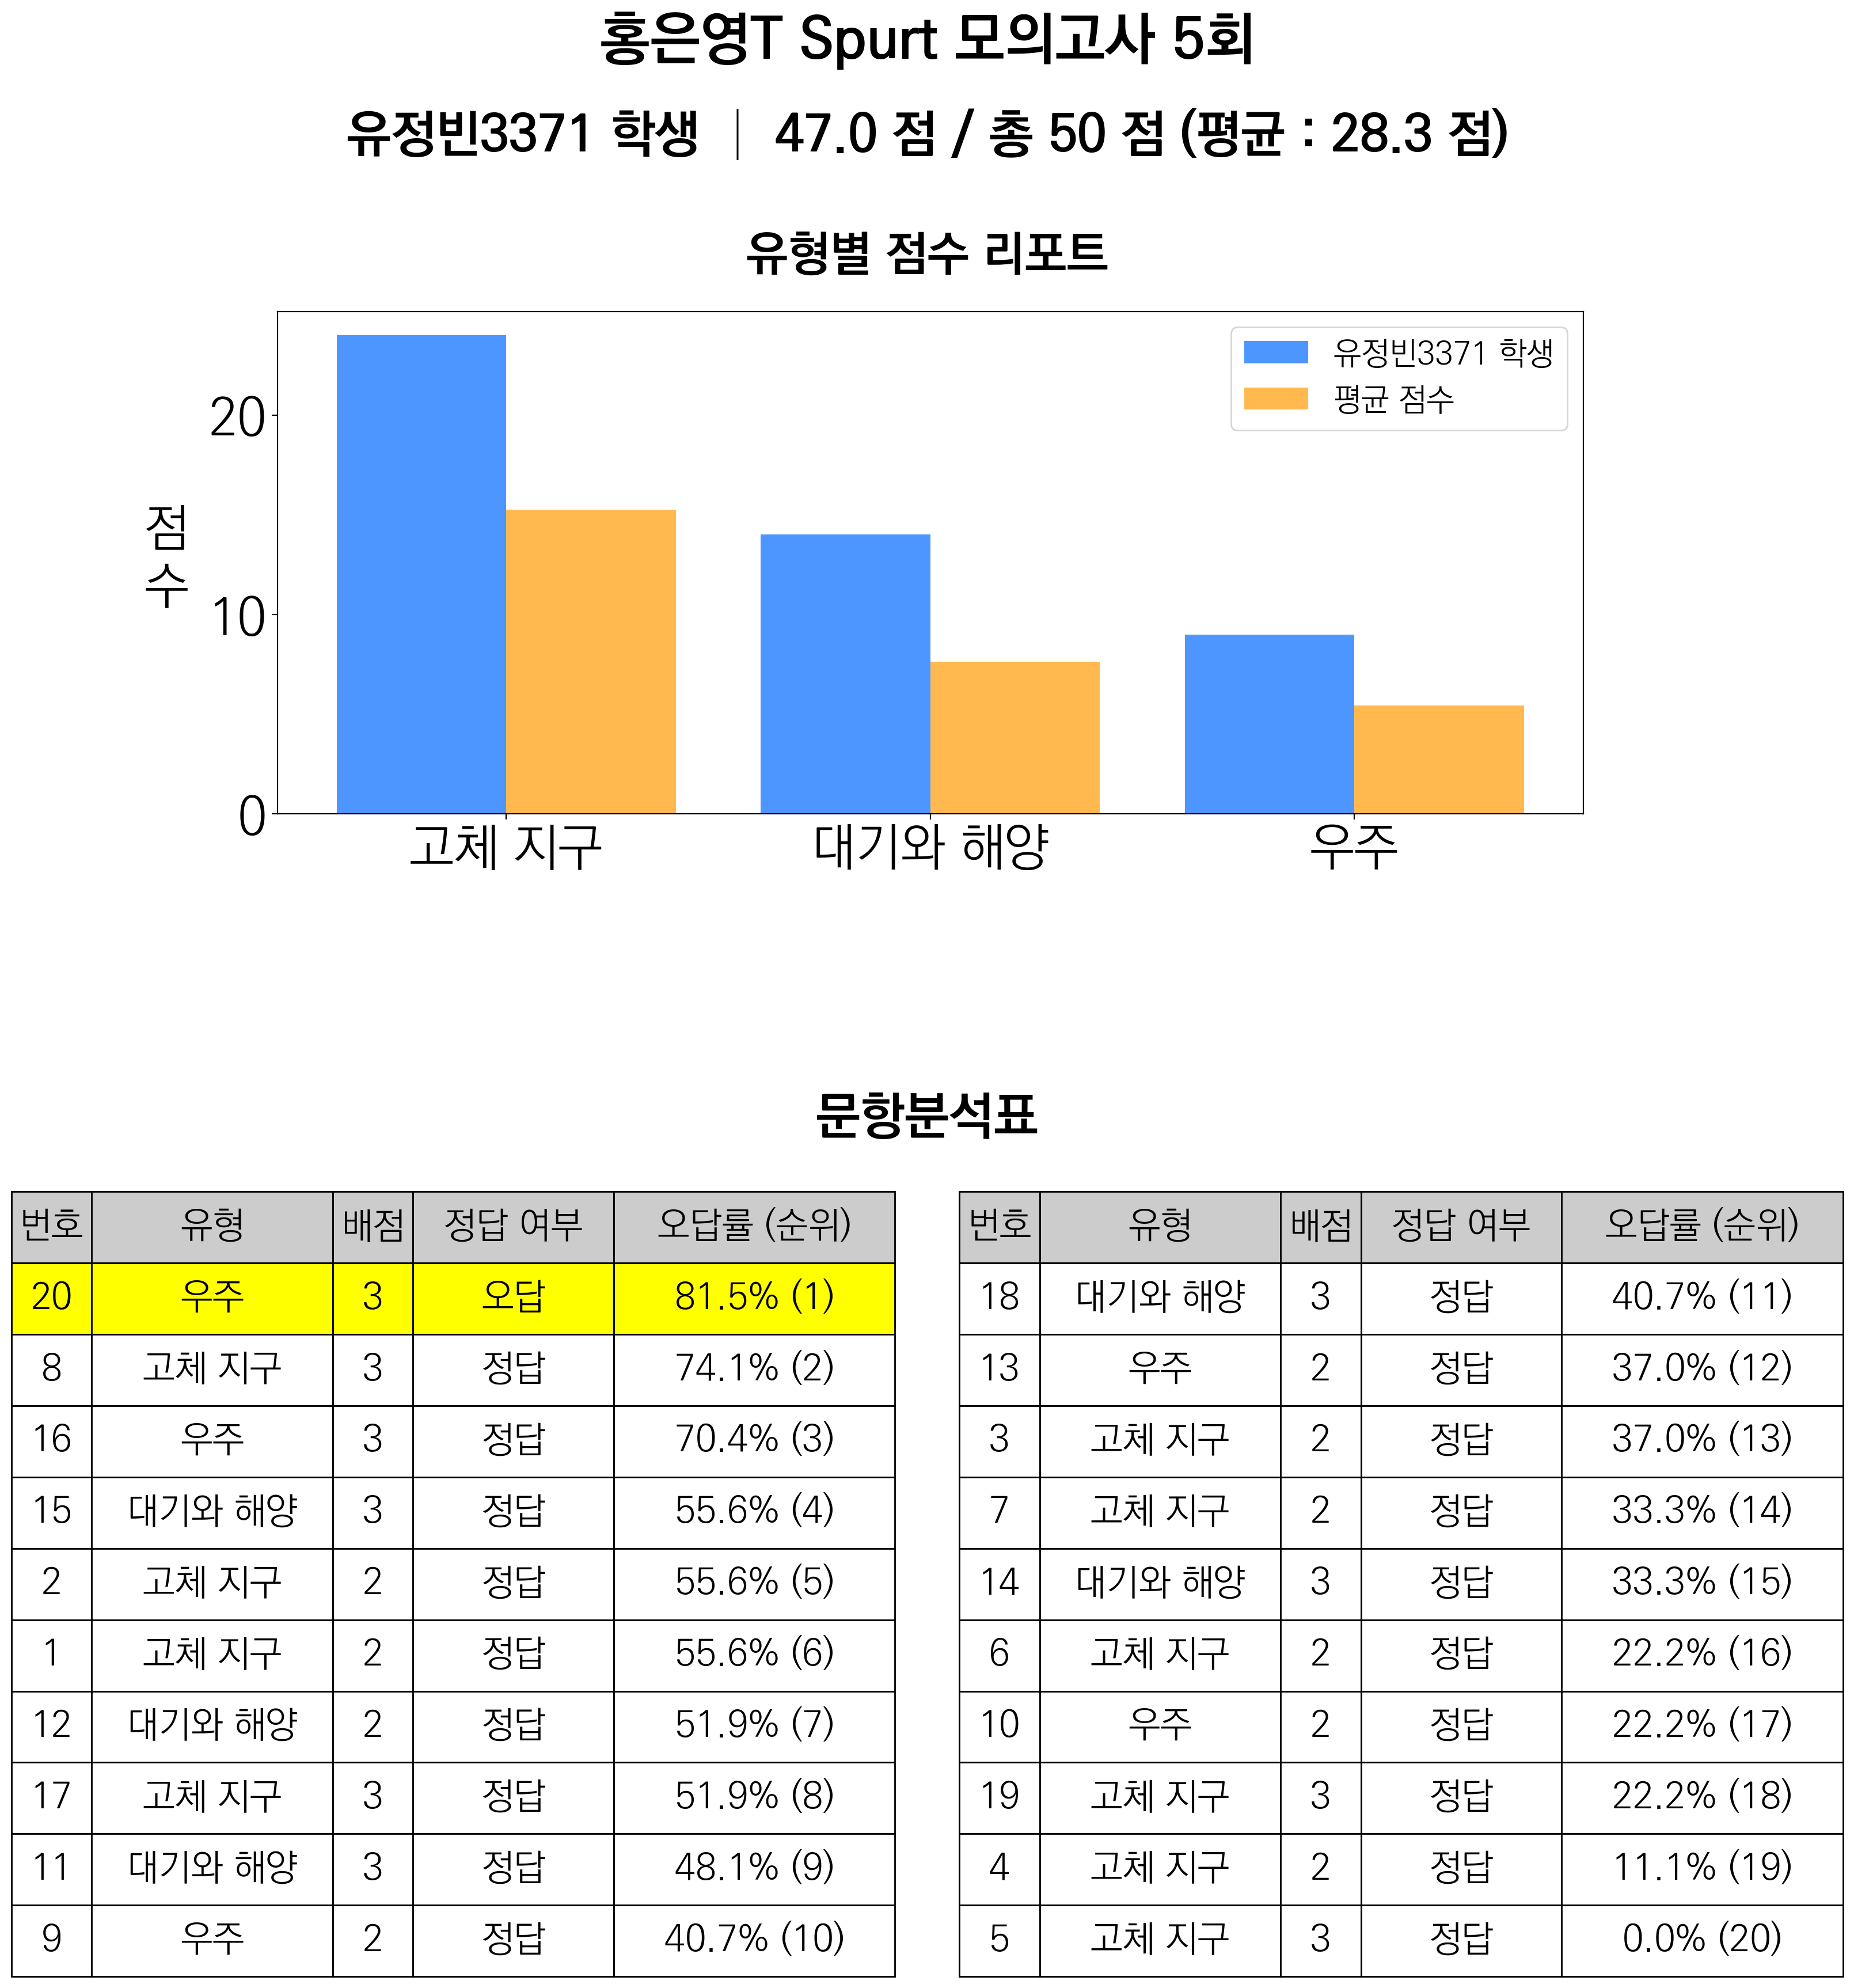 홍은영T Spurt 모의고사 5회
유정빈3371 학생 │ 47.0 점 / 총 50 점 (평균 : 28.3 점)
유형별 점수 리포트
유정빈3371 학생
평균 점수
점
수
20
10
0
고체 지구 대기와 해양 우주
문항분석표
번호 유형 배점 정답 여부 오답률 (순위)
20 우주 3 오답 81.5% (1)
8 고체 지구 3 정답 74.1% (2)
16 우주 3 정답 70.4% (3)
15 대기와 해양 3 정답 55.6% (4)
2 고체 지구 2 정답 55.6% (5)
1 고체 지구 2 정답 55.6% (6)
12 대기와 해양 2 정답 51.9% (7)
17 고체 지구 3 정답 51.9% (8)
11 대기와 해양 3 정답 48.1% (9)
9 우주 2 정답 40.7% (10)
번호 유형 배점 정답 여부 오답률 (순위)
18 대기와 해양 3 정답 40.7% (11)
13 우주 2 정답 37.0% (12)
3 고체 지구 2 정답 37.0% (13)
7 고체 지구 2 정답 33.3% (14)
14 대기와 해양 3 정답 33.3% (15)
6 고체 지구 2 정답 22.2% (16)
10 우주 2 정답 22.2% (17)
19 고체 지구 3 정답 22.2% (18)
4 고체 지구 2 정답 11.1% (19)
5 고체 지구 3 정답 0.0% (20)